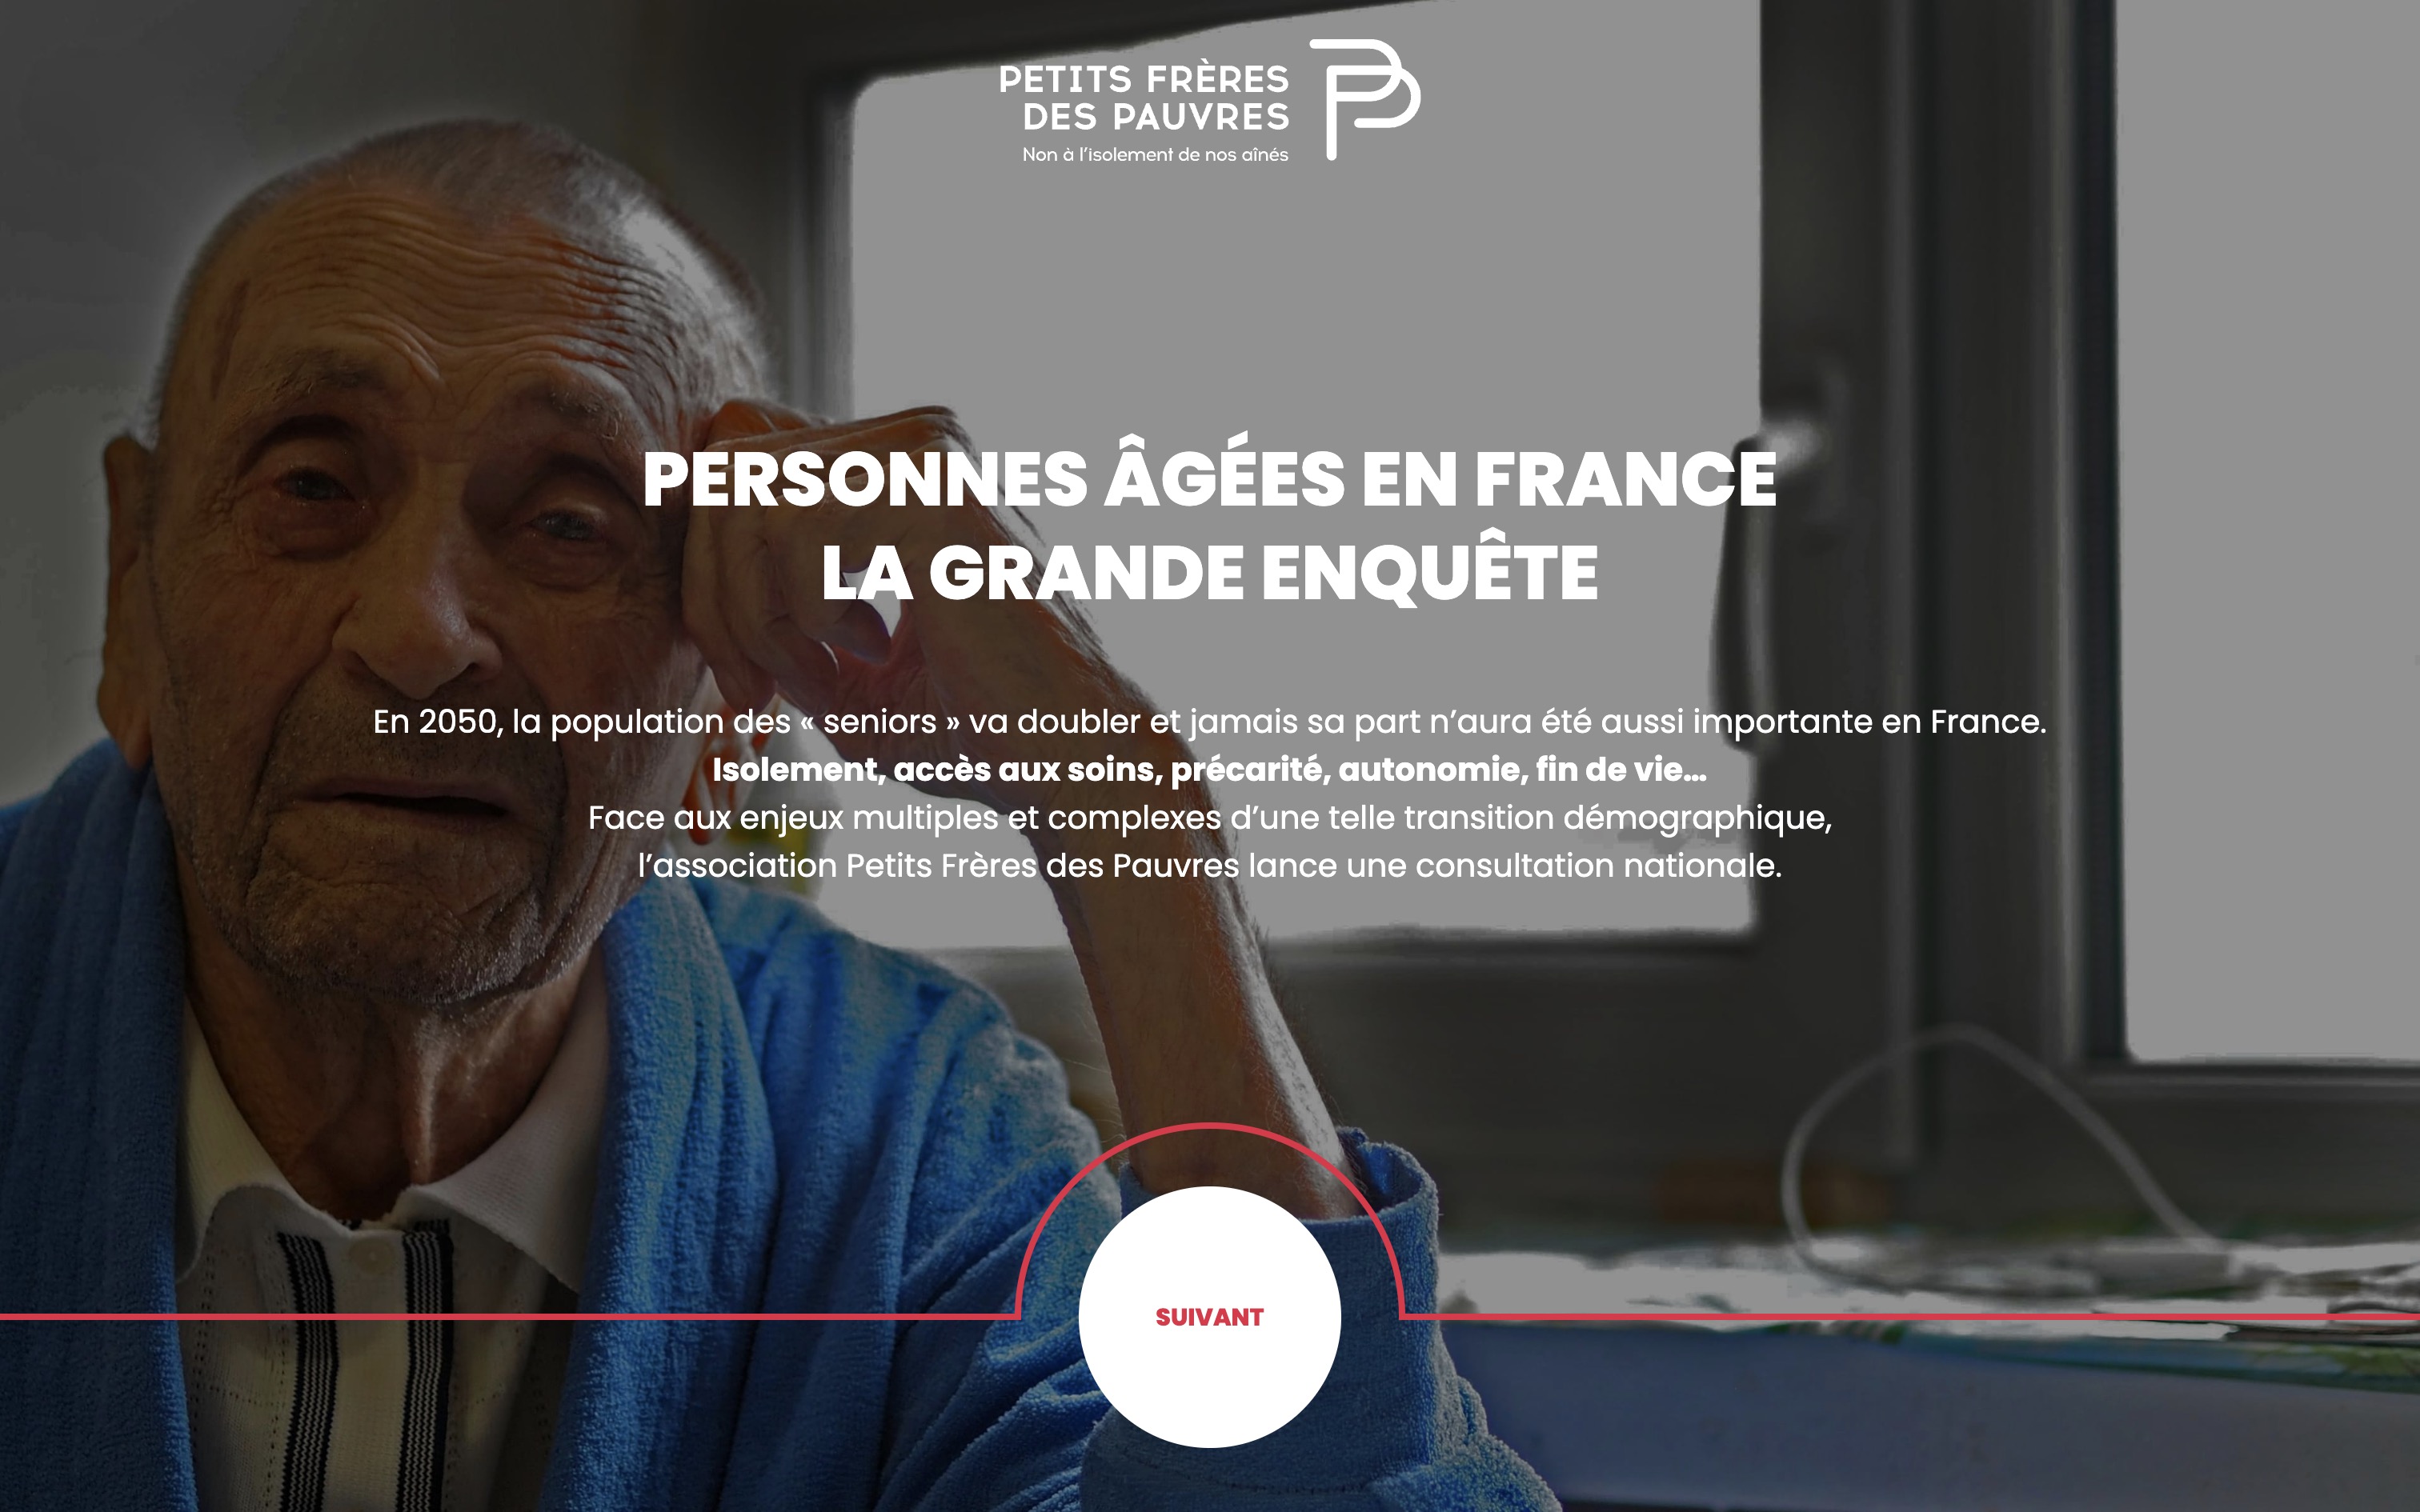 PETITS FRÈRES
DES PAUVRES
Non à l’isolement de nos aînés
PERSONNES ÂGÉES EN FRANCE
LA GRANDE ENQUÊTE
En 2050, la population des « seniors » va doubler et jamais sa part n’aura été aussi importante en France.
Isolement, accès aux soins, précarité, autonomie, fin de vie...
Face aux enjeux multiples et complexes d’une telle transition démographique,
l’association Petits Frères des Pauvres lance une consultation nationale.
SUIVANT